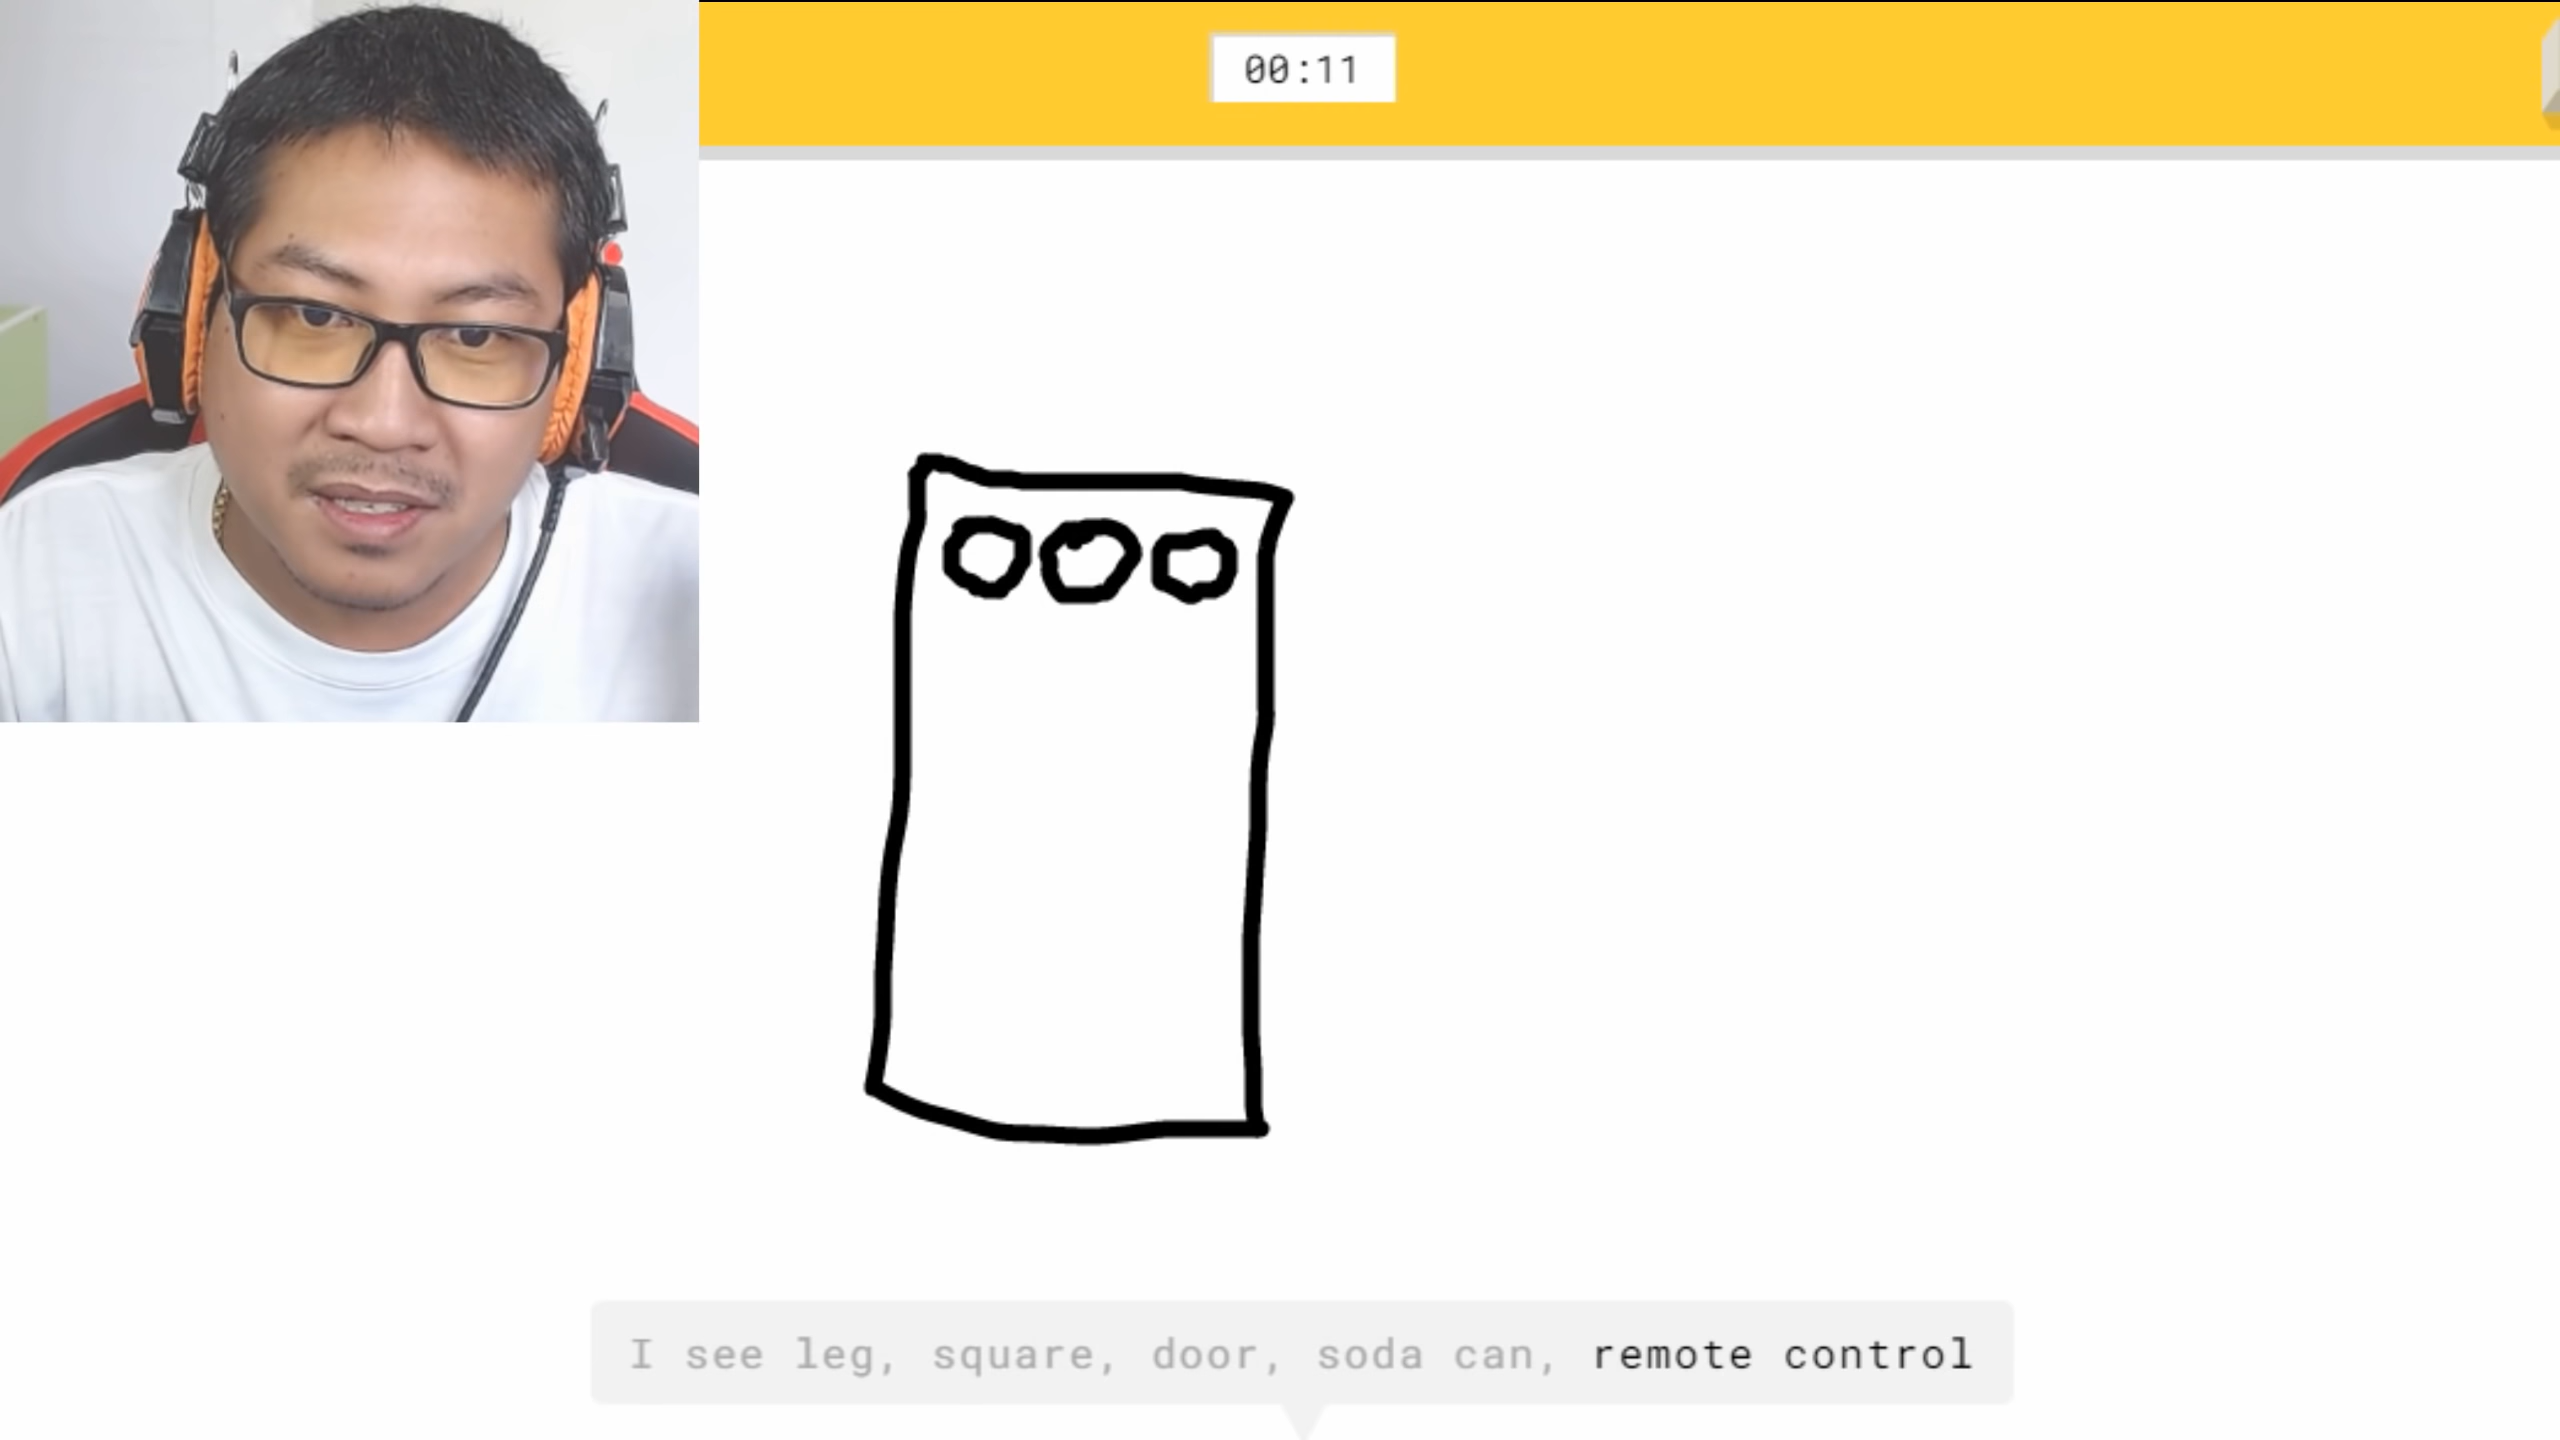 00:11
I see leg, square, door, soda can, remote control